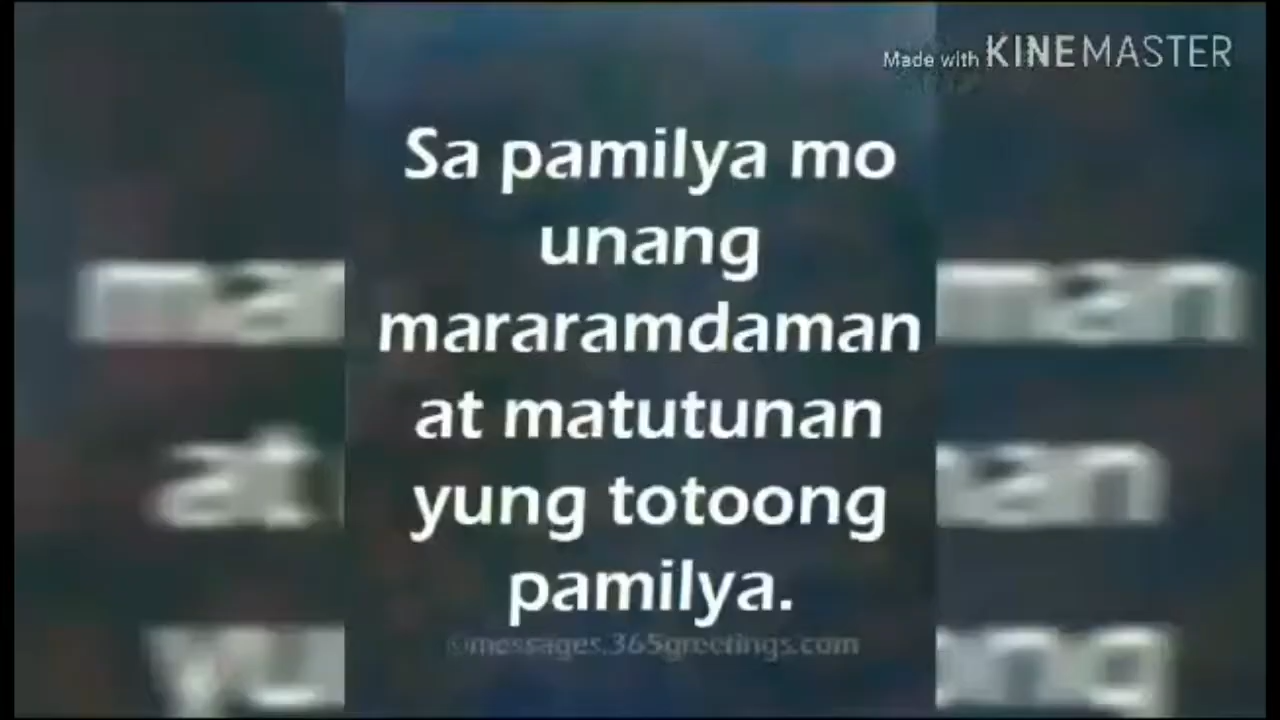 Made with KINEMASTER
Sa pamilya mo
unang
mararamdaman
at matutunan
yung totoong
pamilya.
©messages.365greetings.com